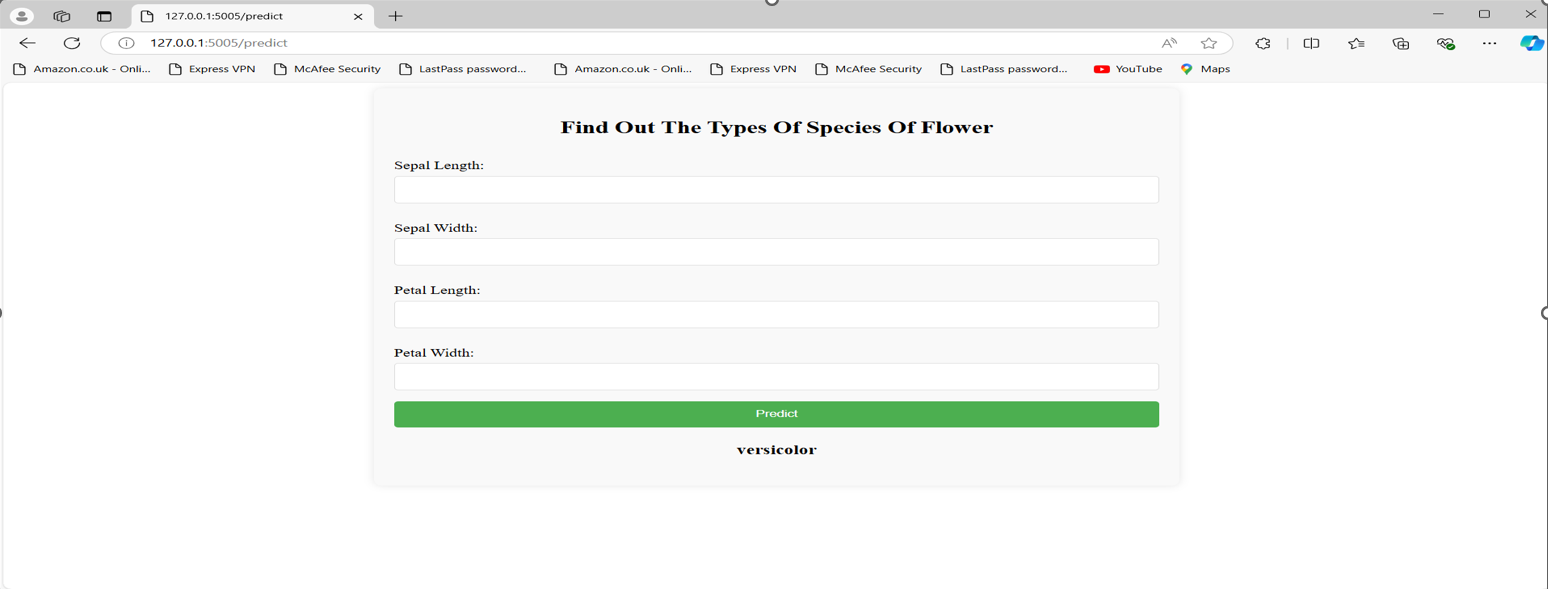 127.0.0.1:5005/predict
127.0.0.1:5005/predict
Amazon.co.uk - Onli... Express VPN McAfee Security LastPass password... Amazon.co.uk - Onli... Express VPN McAfee Security LastPass password... YouTube Maps
Find Out The Types Of Species Of Flower
Sepal Length:
Sepal Width:
Petal Length:
Petal Width:
Predict
versicolor